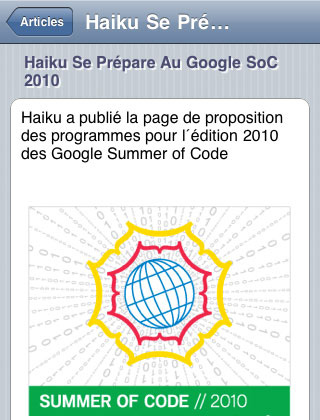 Articles
Haiku Se Pré...
Haiku Se Prépare Au Google SoC
2010
Haiku a publié la page de proposition
des programmes pour l´édition 2010
des Google Summer of Code
SUMMER OF CODE // 2010